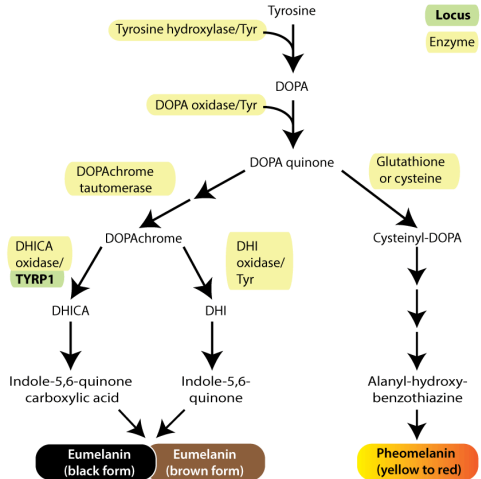 Tyrosine
Locus
Enzyme
Tyrosine hydroxylase/Tyr
DOPA
DOPA oxidase/Tyr
DOPA quinone
DOPAchrome
tautomerase
Glutathione
or cysteine
DOPAchrome
Cysteinyl-DOPA
DHICA
oxidase/
TYRP1
DHI
oxidase/
Tyr
DHICA
DHI
Indole-5,6-quinone
carboxylic acid
Indole-5,6-
quinone
Alanyl-hydroxy-
benzothiazine
Eumelanin
(black form)
Eumelanin
(brown form)
Pheomelanin
(yellow to red)